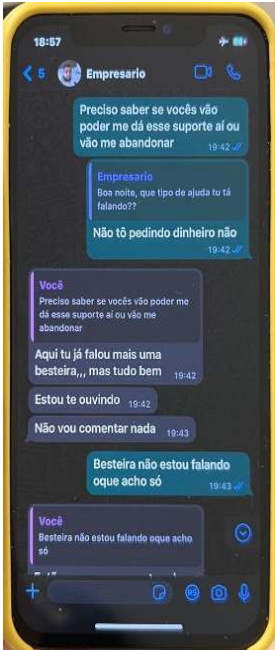 18:57
5 Empresario
Preciso saber se vocês vão
poder me dá esse suporte aí ou
vão me abandonar
19:42
Empresario
Boa noite, que tipo de ajuda tu tá
falando??
Não tô pedindo dinheiro não
19:42
Você
Preciso saber se vocês vão poder me
dá esse suporte aí ou vão me
abandonar
Aqui tu já falou mais uma
besteira,,, mas tudo bem 19:42
Estou te ouvindo 19:42
Não vou comentar nada 19:43
Besteira não estou falando
oque acho só
19:43
Você
Besteira não estou falando oque acho
só
R$